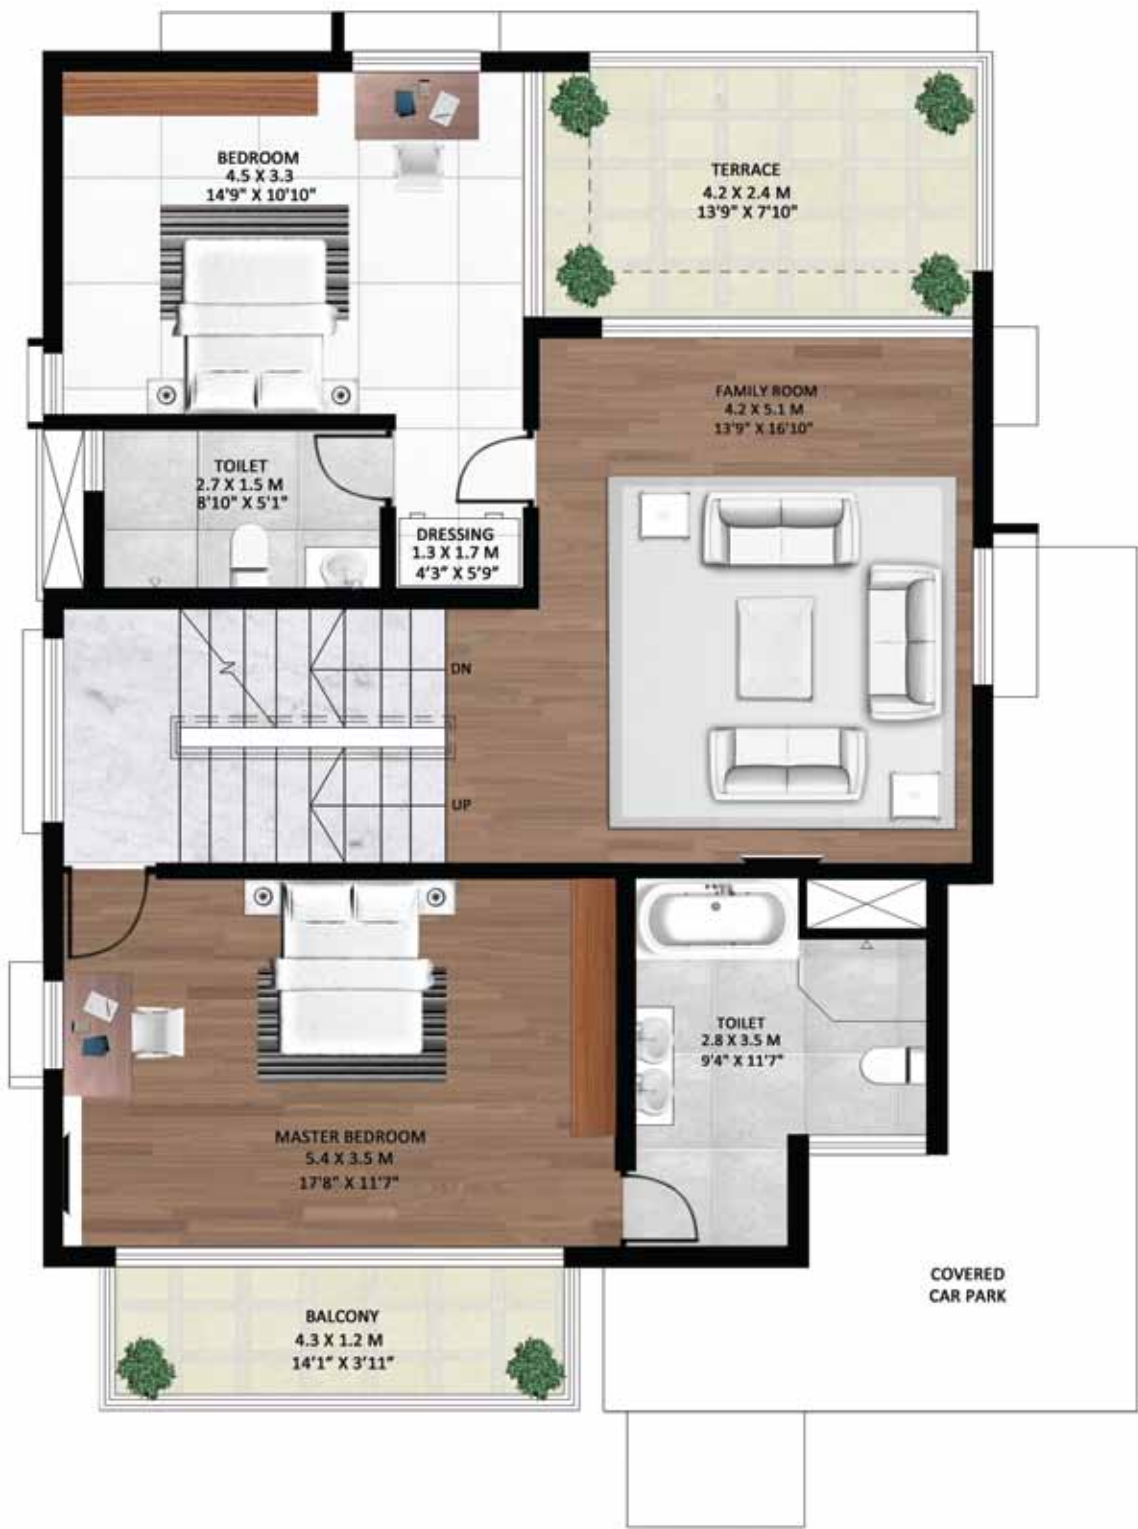 BEDROOM
4.5 X 3.3
14'9" X 10'10"
TERRACE
4.2 X 2.4 M
13'9" X 7'10"
FAMILY ROOM
4.2 X 5.1 M
13'9" X 16'10"
TOILET
2.7 X 1.5 M
8'10" X 5'1"
DRESSING
1.3 X 1.7 M
4'3" X 5'9"
DN
UP
TOILET
2.8 X 3.5 M
9'4" X 11'7"
MASTER BEDROOM
5.4 X 3.5 M
17'8" X 11'7"
COVERED
CAR PARK
BALCONY
4.3 X 1.2 M
14'1" X 3'11"